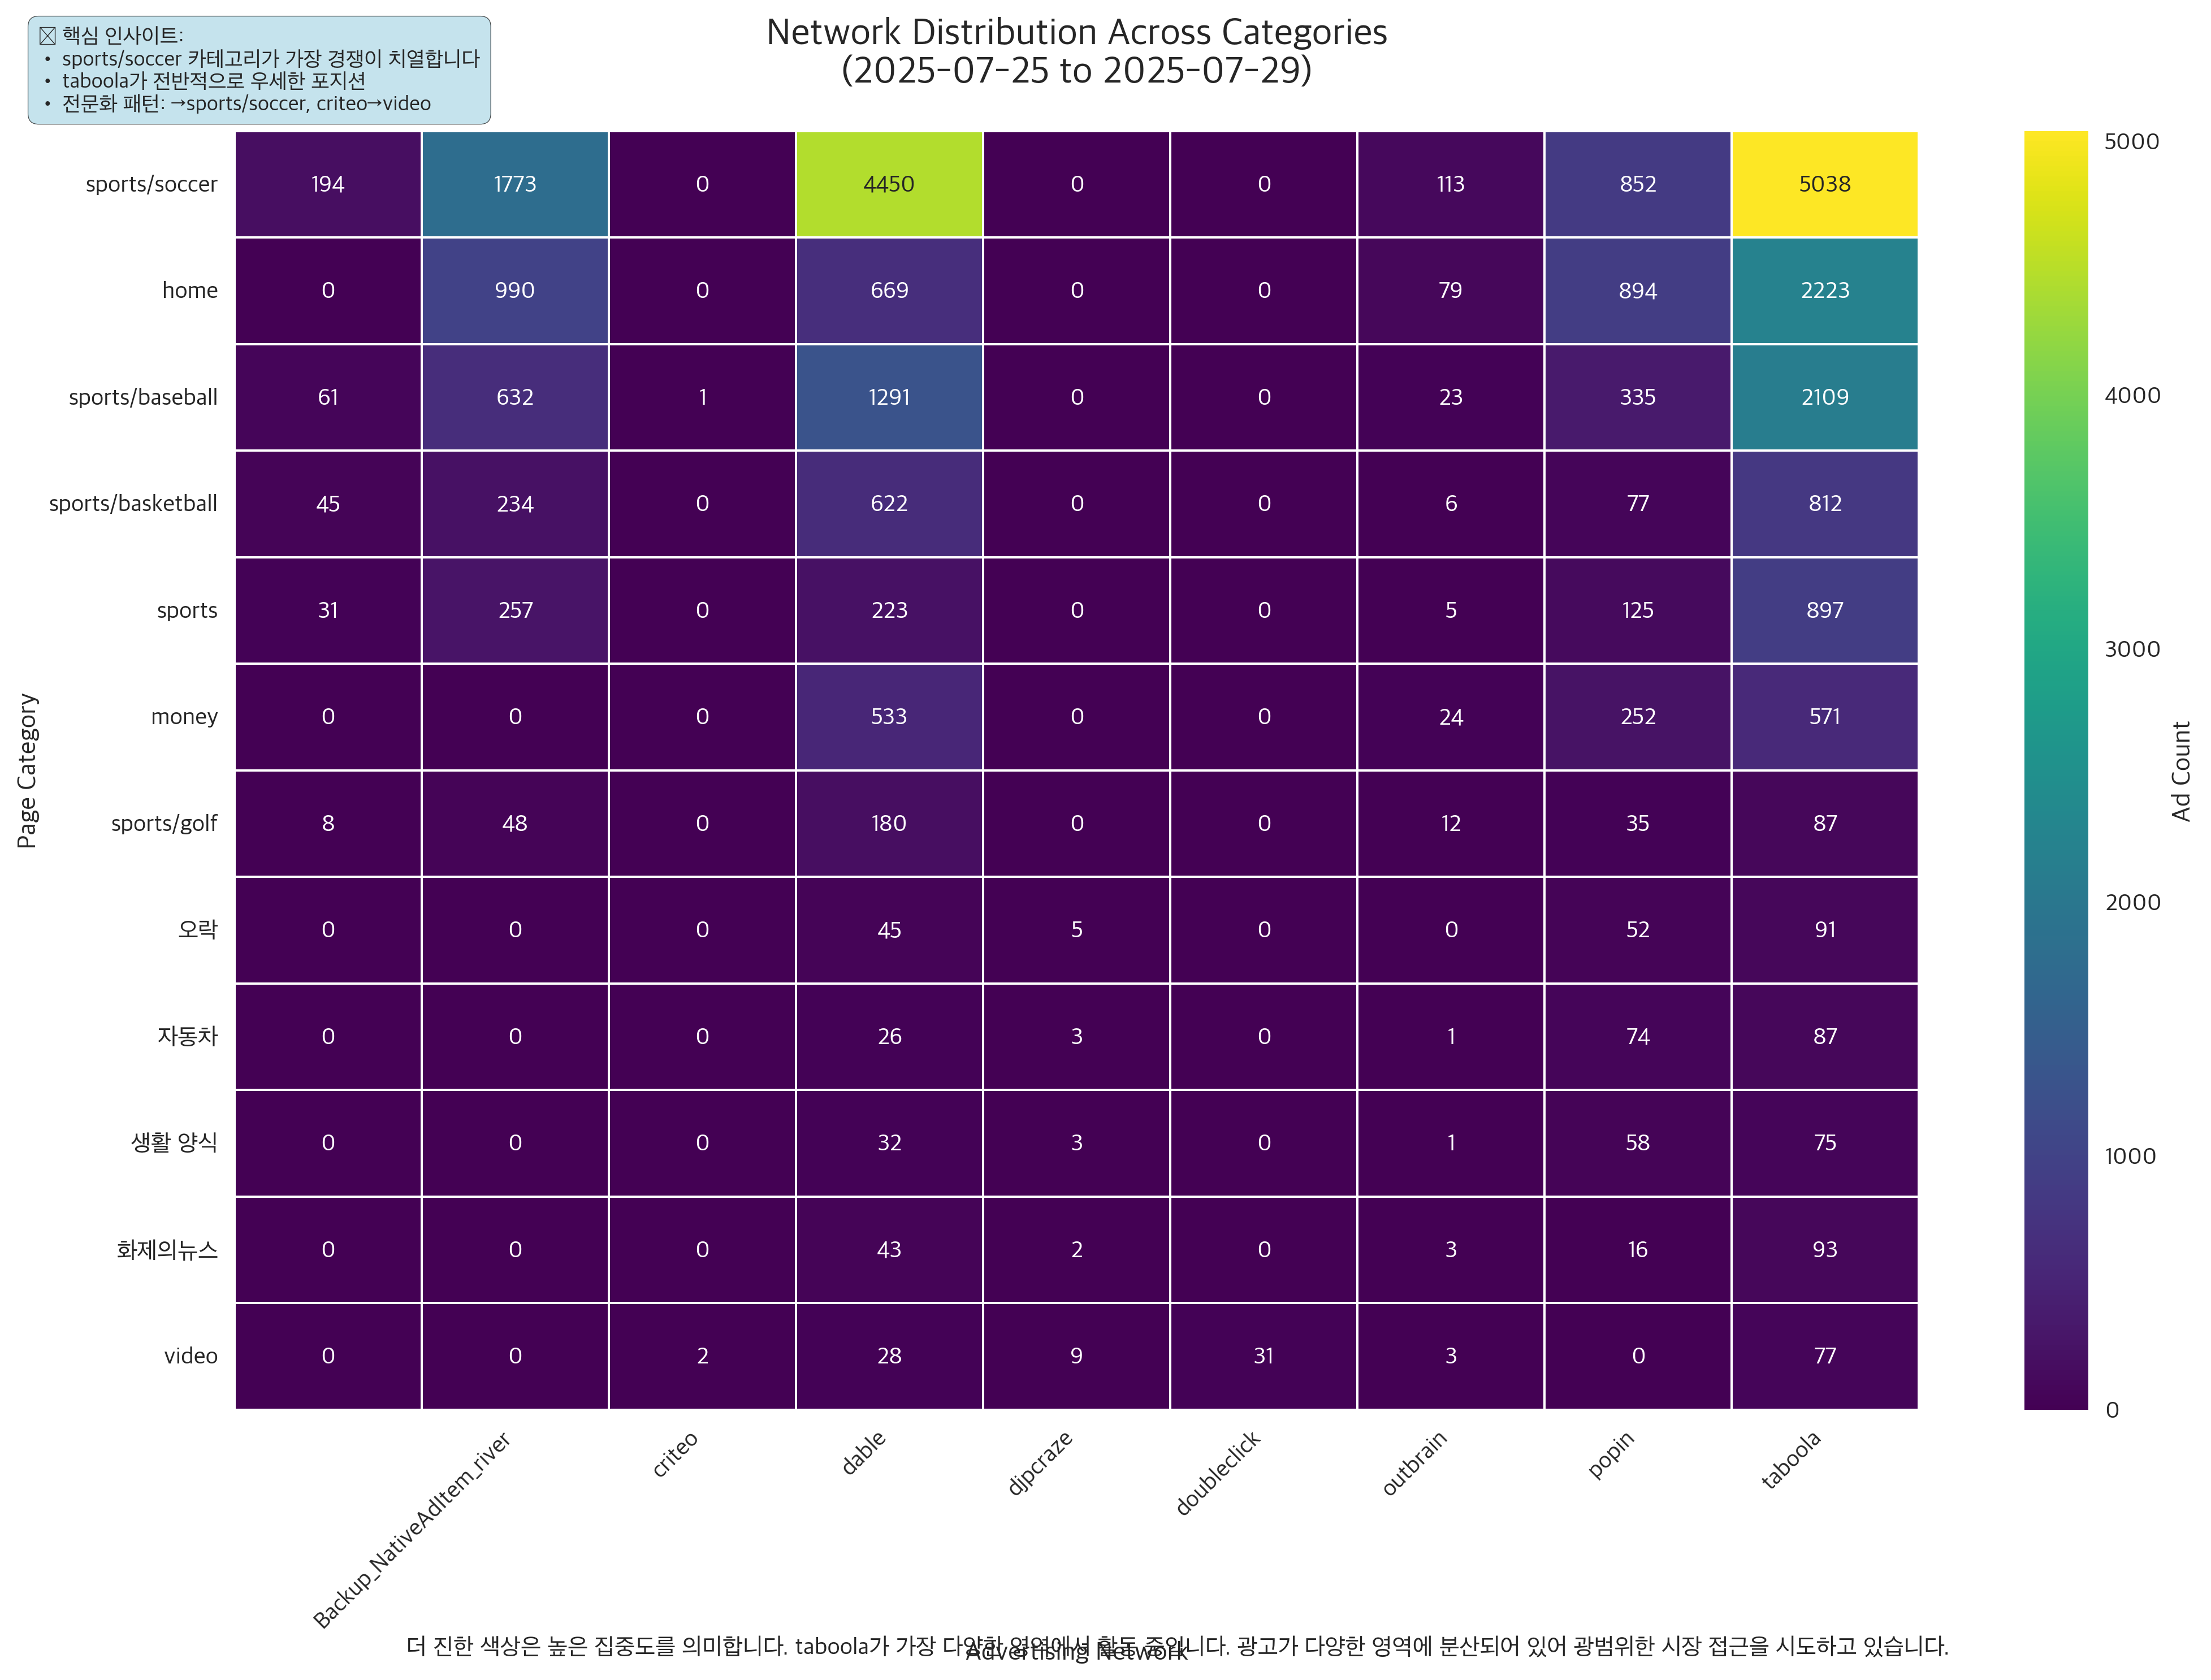 핵심 인사이트:
• sports/soccer 카테고리가 가장 경쟁이 치열합니다
• taboola가 전반적으로 우세한 포지션
• 전문화 패턴: →sports/soccer, criteo→video
Network Distribution Across Categories
(2025-07-25 to 2025-07-29)
sports/soccer 194 1773 0 4450 0 0 113 852 5038
home 0 990 0 669 0 0 79 894 2223
sports/baseball 61 632 1 1291 0 0 23 335 2109
sports/basketball 45 234 0 622 0 0 6 77 812
sports 31 257 0 223 0 0 5 125 897
money 0 0 0 533 0 0 24 252 571
sports/golf 8 48 0 180 0 0 12 35 87
오락 0 0 0 45 5 0 0 52 91
자동차 0 0 0 26 3 0 1 74 87
생활 양식 0 0 0 32 3 0 1 58 75
화제의뉴스 0 0 0 43 2 0 3 16 93
video 0 0 2 28 9 31 3 0 77
Page Category
Backup_NativeAdItem_river
criteo
dable
djpcraze
doubleclick
outbrain
popin
taboola
Advertising Network
더 진한 색상은 높은 집중도를 의미합니다. taboola가 가장 다양한 영역에서 활동 중입니다. 광고가 다양한 영역에 분산되어 있어 광범위한 시장 접근을 시도하고 있습니다.
5000
4000
3000
2000
1000
0
Ad Count